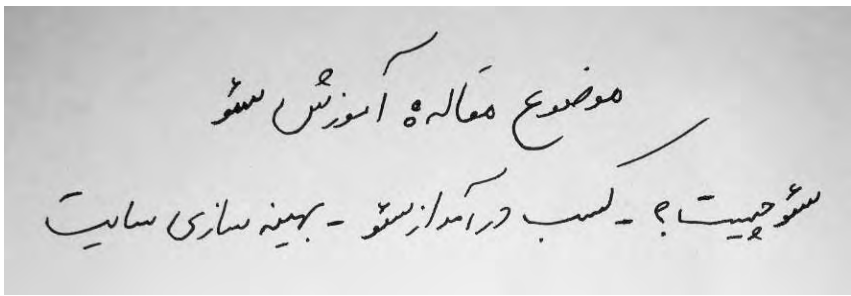 موضوع مقاله: آموزش سئو
سئو چیست؟ - کسب درآمد از سئو - بهینه سازی سایت